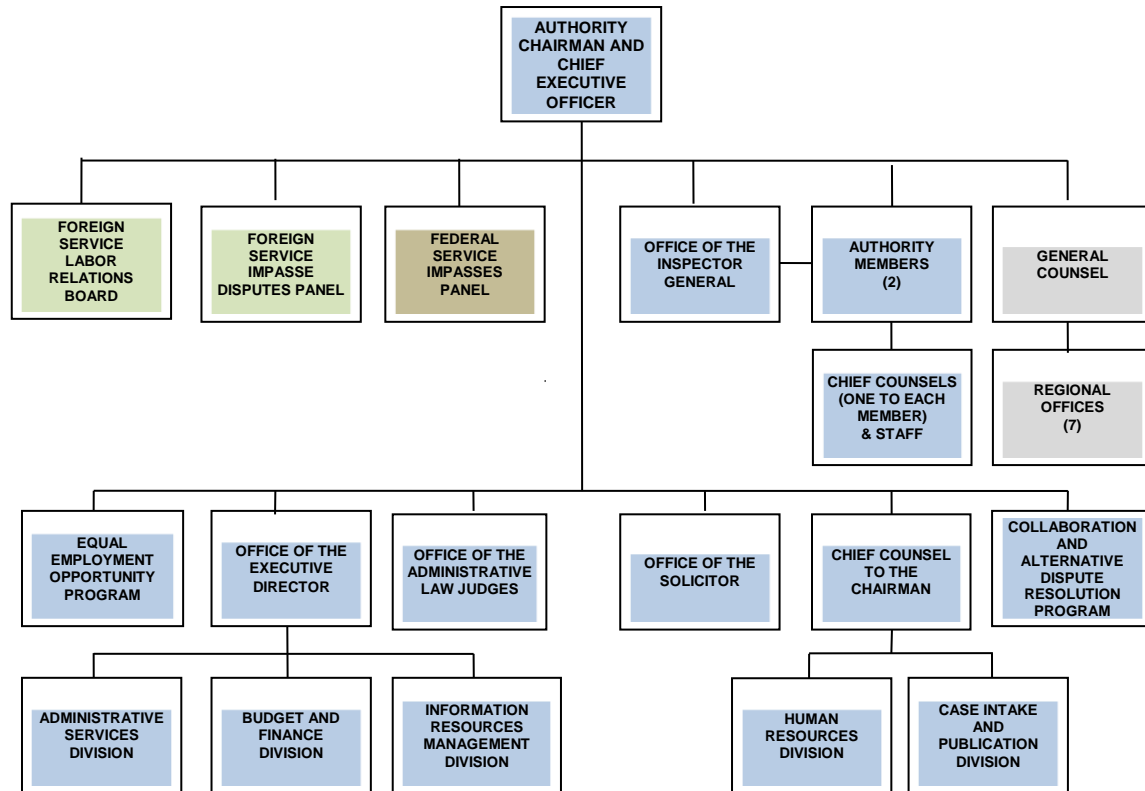 AUTHORITY
CHAIRMAN AND
CHIEF
EXECUTIVE
OFFICER
FOREIGN
SERVICE
LABOR
RELATIONS
BOARD
FOREIGN
SERVICE
IMPASSE
DISPUTES PANEL
FEDERAL
SERVICE
IMPASSES
PANEL
OFFICE OF THE
INSPECTOR
GENERAL
AUTHORITY
MEMBERS
(2)
GENERAL
COUNSEL
CHIEF COUNSELS
(ONE TO EACH
MEMBER)
& STAFF
REGIONAL
OFFICES
(7)
EQUAL
EMPLOYMENT
OPPORTUNITY
PROGRAM
OFFICE OF THE
EXECUTIVE
DIRECTOR
OFFICE OF THE
ADMINISTRATIVE
LAW JUDGES
OFFICE OF THE
SOLICITOR
CHIEF COUNSEL
TO THE
CHAIRMAN
COLLABORATION
AND
ALTERNATIVE
DISPUTE
RESOLUTION
PROGRAM
ADMINISTRATIVE
SERVICES
DIVISION
BUDGET AND
FINANCE
DIVISION
INFORMATION
RESOURCES
MANAGEMENT
DIVISION
HUMAN
RESOURCES
DIVISION
CASE INTAKE
AND
PUBLICATION
DIVISION